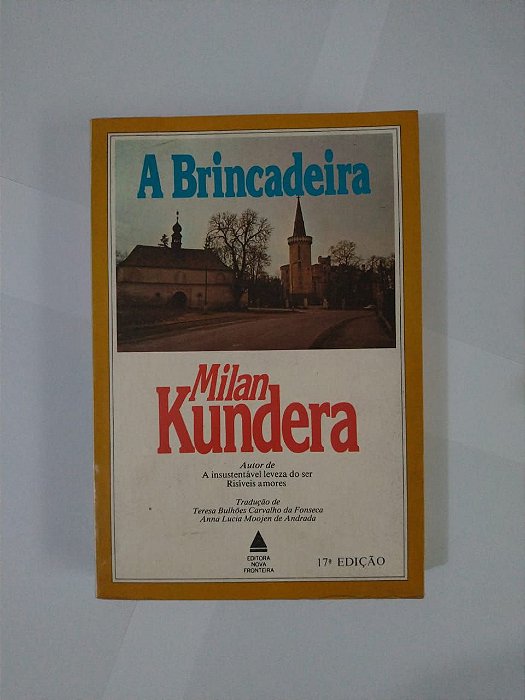 A Brincadeira
Milan
Kundera
Autor de
A insustentável leveza do ser
Risíveis amores
Tradução de
Teresa Bulhões Carvalho da Fonseca
Anna Lucia Moojen de Andrada
EDITORA
NOVA
FRONTEIRA
17ª EDIÇÃO